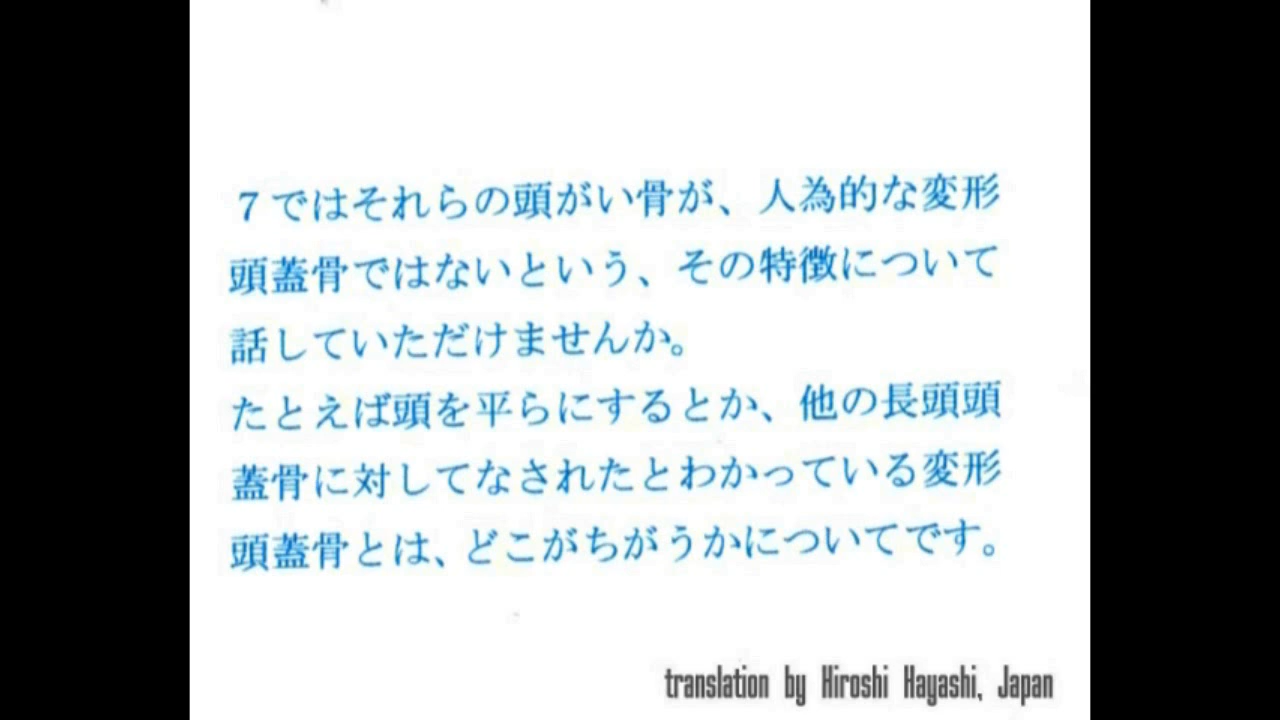 ７ではそれらの頭がい骨が、人為的な変形
頭蓋骨ではないという、その特徴について
話していただけませんか。
たとえば頭を平らにするとか、他の長頭頭
蓋骨に対してなされたとわかっている変形
頭蓋骨とは、どこがちがうかについてです。
translation by Hiroshi Hayashi, Japan